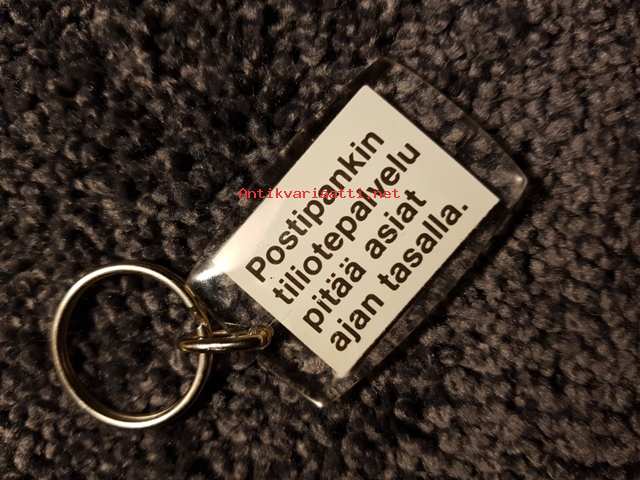 Postipankin
tiliotepalvelu
pitää asiat
ajan tasalla.
Antikvariaatti.net